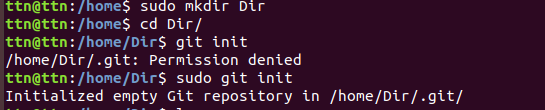 ttn@ttn:/home$ sudo mkdir Dir
ttn@ttn:/home$ cd Dir/
ttn@ttn:/home/Dir$ git init
/home/Dir/.git: Permission denied
ttn@ttn:/home/Dir$ sudo git init
Initialized empty Git repository in /home/Dir/.git/